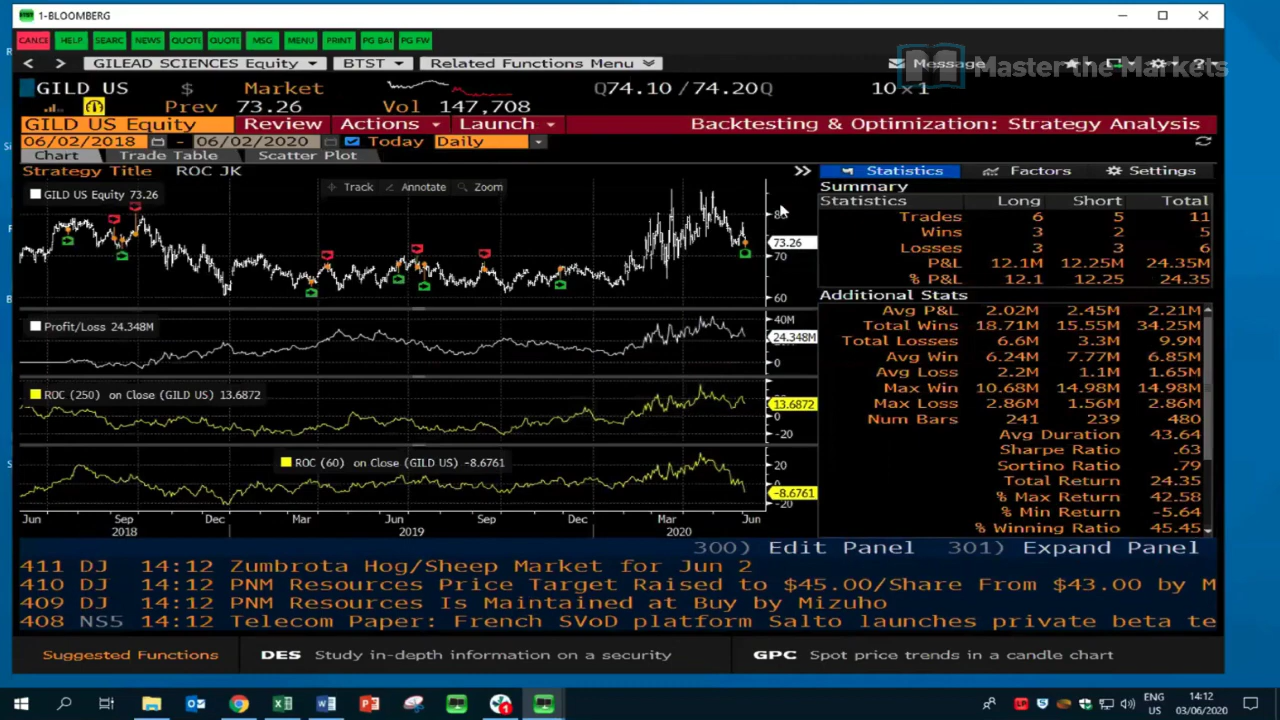 1-BLOOMBERG
CANCE HELP SEARC NEWS QUOTI QUOTI MSG MENU PRINT PG BAI PG FW
GILEAD SCIENCES Equity BTST Related Functions Menu Message
Master the Markets
GILD US $ Market Q74.10 / 74.20Q 10 x 1
Prev 73.26 Vol 147,708
GILD US Equity Review Actions Launch Backtesting & Optimization: Strategy Analysis
06/02/2018 - 06/02/2020 Today Daily
Chart Trade Table Scatter Plot
Strategy Title ROC JK
Track Annotate Zoom
GILD US Equity 73.26
73.26
70
60
Profit/Loss 24.348M
40M
24.348M
0
ROC (250) on Close (GILD US) 13.6872
13.6872
0
-20
ROC (60) on Close (GILD US) -8.6761
20
0
-8.6761
-20
Jun Sep Dec Mar Jun Sep Dec Mar Jun
2018 2019 2020
Statistics Factors Settings
Summary
Statistics Long Short Total
Trades 6 5 11
Wins 3 2 5
Losses 3 3 6
P&L 12.1M 12.25M 24.35M
% P&L 12.1 12.25 24.35
Additional Stats
Avg P&L 2.02M 2.45M 2.21M
Total Wins 18.71M 15.55M 34.25M
Total Losses 6.6M 3.3M 9.9M
Avg Win 6.24M 7.77M 6.85M
Avg Loss 2.2M 1.1M 1.65M
Max Win 10.68M 14.98M 14.98M
Max Loss 2.86M 1.56M 2.86M
Num Bars 241 239 480
Avg Duration 43.64
Sharpe Ratio .63
Sortino Ratio .79
Total Return 24.35
% Max Return 42.58
% Min Return -5.64
% Winning Ratio 45.45
300) Edit Panel 301) Expand Panel
411 DJ 14:12 Zumbrota Hog/Sheep Market for Jun 2
410 DJ 14:12 PNM Resources Price Target Raised to $45.00/Share From $43.00 by M
409 DJ 14:12 PNM Resources Is Maintained at Buy by Mizuho
408 NS5 14:12 Telecom Paper: French SVoD platform Salto launches private beta te
Suggested Functions DES Study in-depth information on a security GPC Spot price trends in a candle chart
ENG 14:12
US 03/06/2020